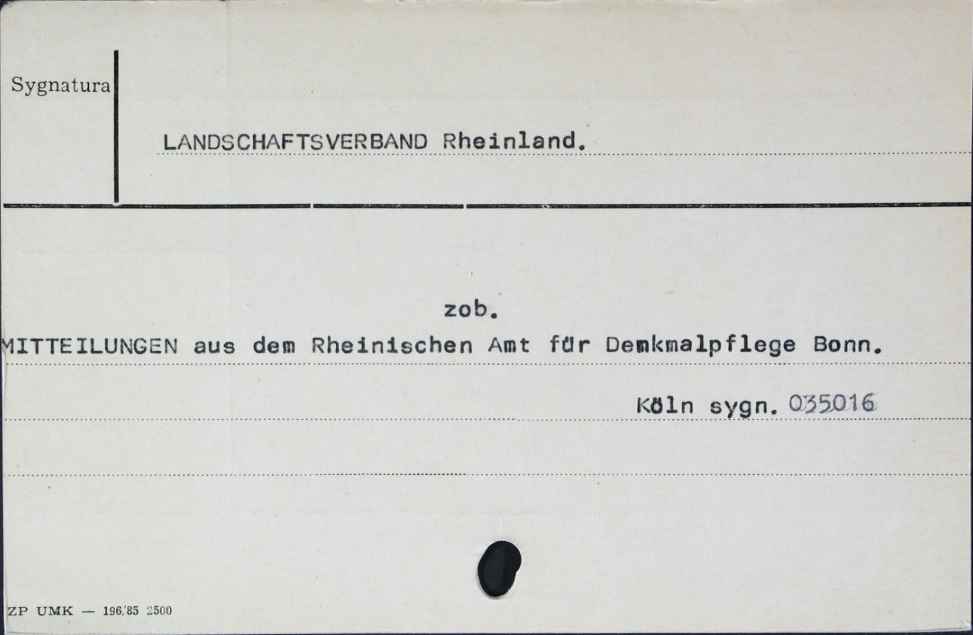 Sygnatura
LANDSCHAFTSVERBAND Rheinland.
zob.
MITTEILUNGEN aus dem Rheinischen Amt für Denkmalpflege Bonn.
Köln sygn. 035016
ZP UMK — 196/85 2500